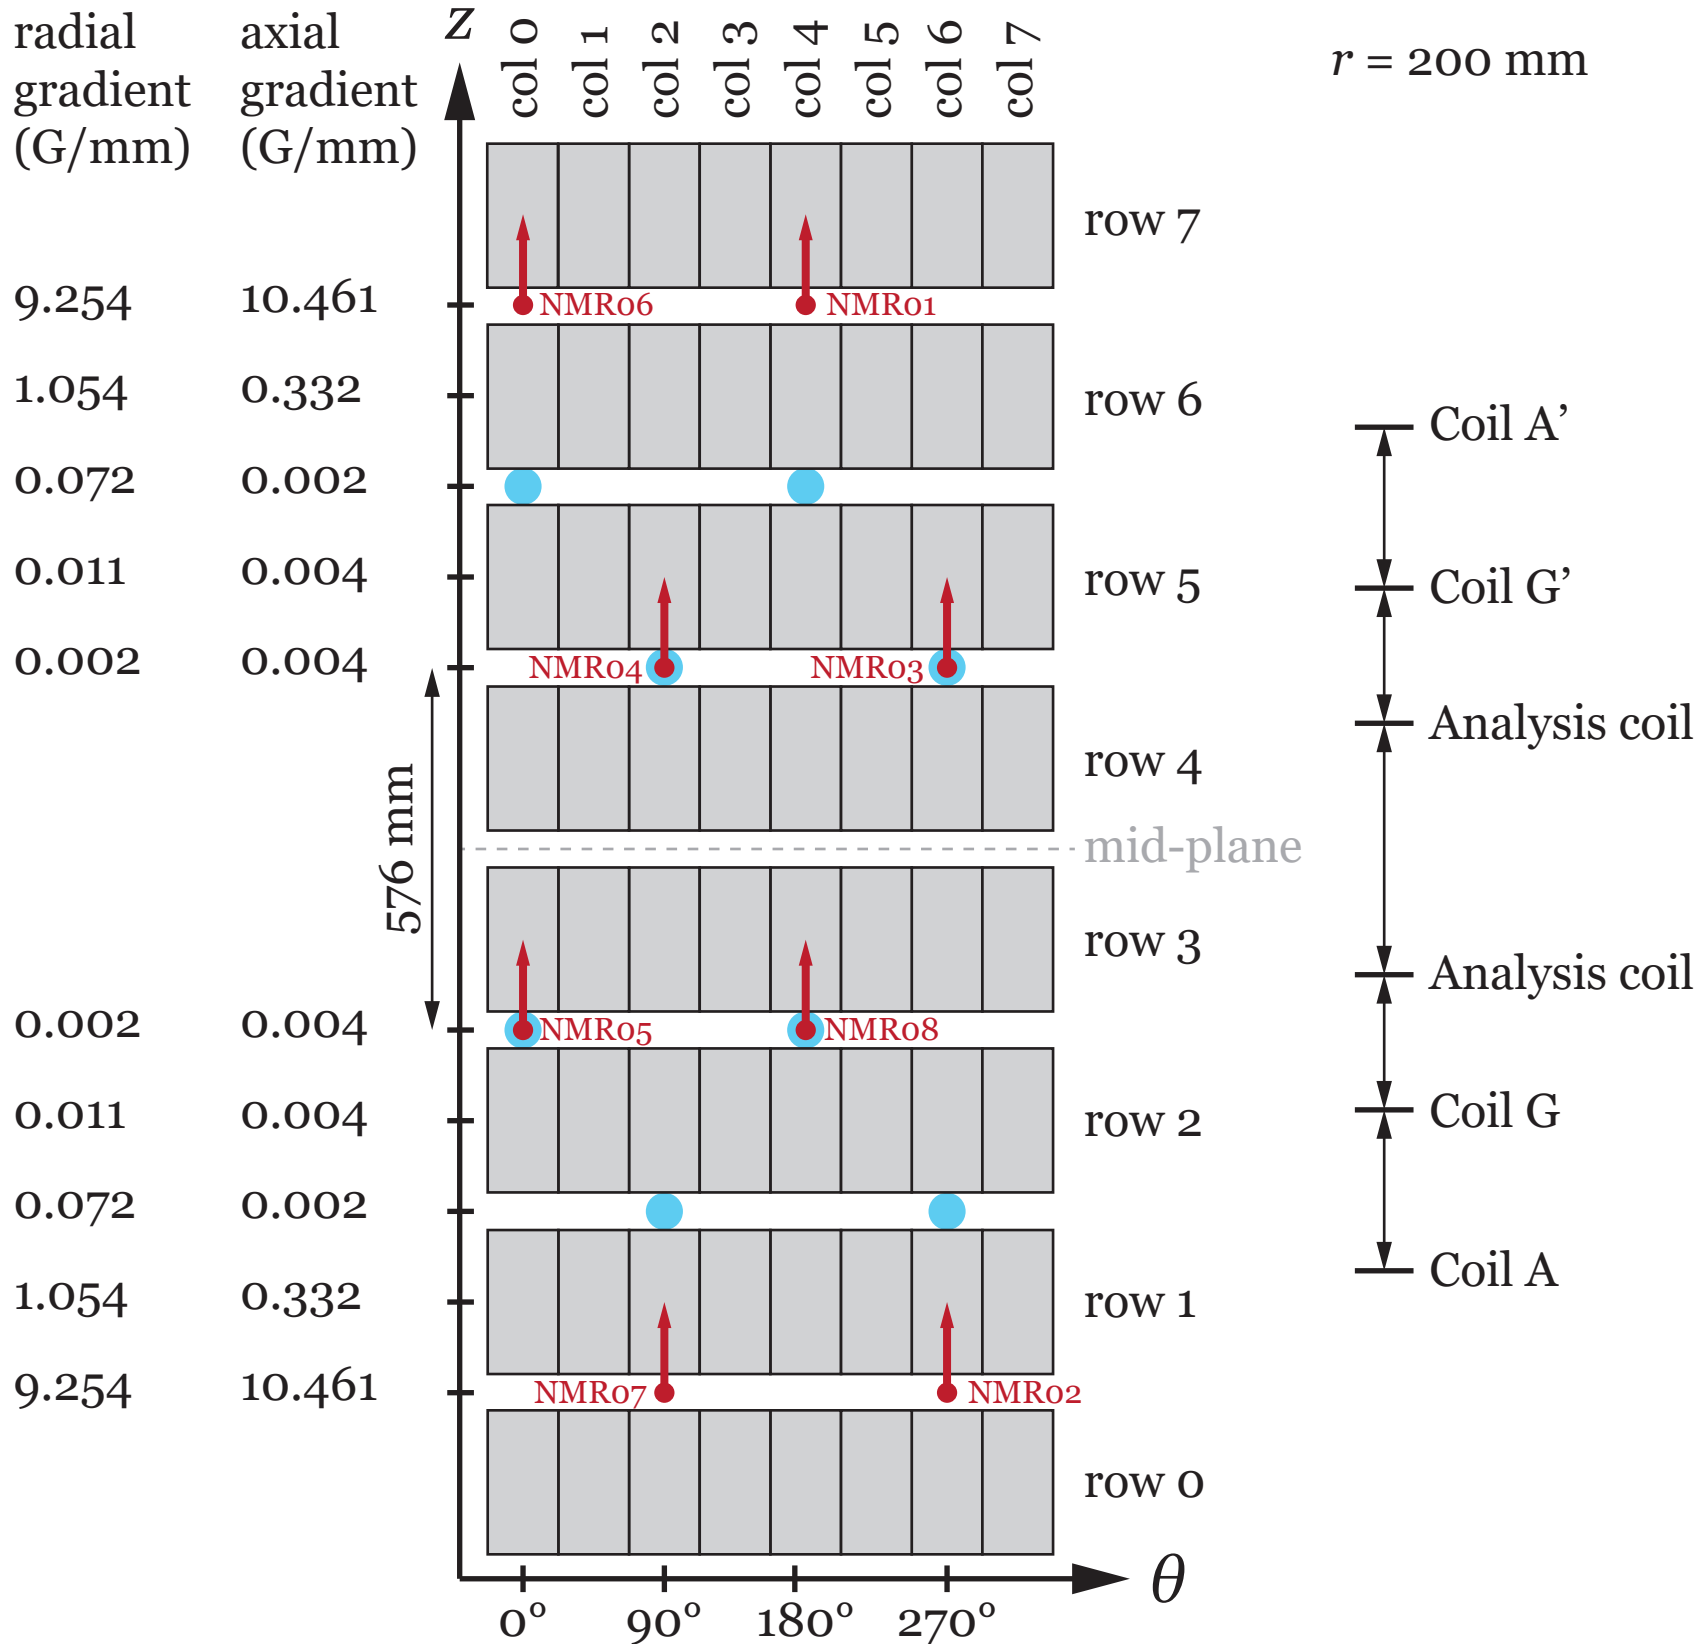 radial
gradient
(G/mm)
axial
gradient
(G/mm)
z
col 0
col 1
col 2
col 3
col 4
col 5
col 6
col 7
r = 200 mm
row 7
9.254 10.461
NMR06 NMR01
1.054 0.332
row 6
Coil A’
0.072 0.002
0.011 0.004
row 5
Coil G’
0.002 0.004
NMR04 NMR03
Analysis coil
row 4
576 mm
mid-plane
row 3
Analysis coil
0.002 0.004
NMR05 NMR08
0.011 0.004
row 2
Coil G
0.072 0.002
Coil A
1.054 0.332
row 1
9.254 10.461
NMR07 NMR02
row 0
θ
0° 90° 180° 270°